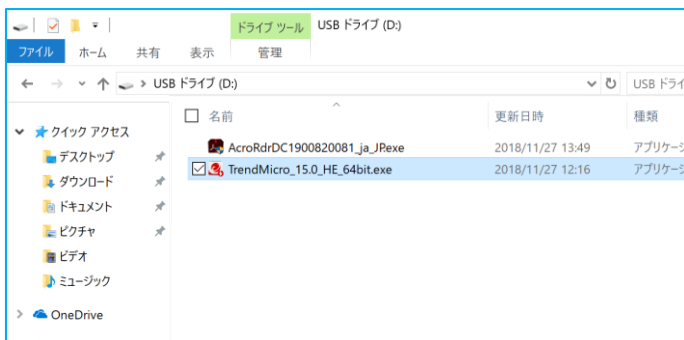 ドライブ ツール USB ドライブ (D:)
ファイル ホーム 共有 表示 管理
USB ドライブ (D:) USB ドライ
名前 更新日時 種類
クイック アクセス
AcroRdrDC1900820081_ja_JP.exe 2018/11/27 13:49 アプリケーシ
デスクトップ
TrendMicro_15.0_HE_64bit.exe 2018/11/27 12:16 アプリケーシ
ダウンロード
ドキュメント
ピクチャ
ビデオ
ミュージック
OneDrive